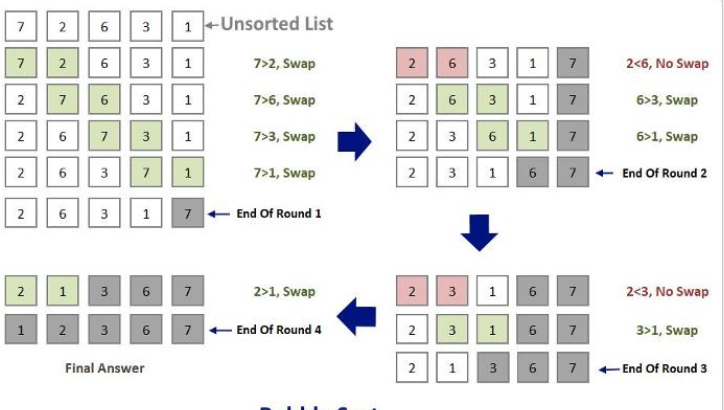 7 2 6 3 1 Unsorted List
7 2 6 3 1 7>2, Swap
2 7 6 3 1 7>6, Swap
2 6 7 3 1 7>3, Swap
2 6 3 7 1 7>1, Swap
2 6 3 1 7 End Of Round 1
2 6 3 1 7 2<6, No Swap
2 6 3 1 7 6>3, Swap
2 3 6 1 7 6>1, Swap
2 3 1 6 7 End Of Round 2
2 3 1 6 7 2<3, No Swap
2 3 1 6 7 3>1, Swap
2 1 3 6 7 End Of Round 3
2 1 3 6 7 2>1, Swap
1 2 3 6 7 End Of Round 4
Final Answer